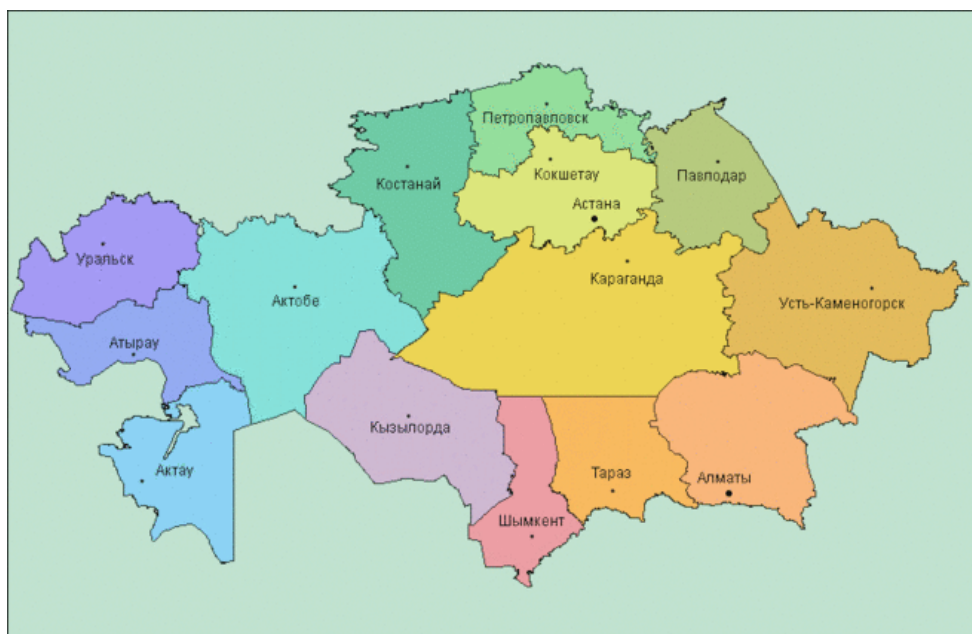 Петропавловск
Кокшетау
Павлодар
Костанай
Астана
Уральск
Караганда
Актобе
Усть-Каменогорск
Атырау
Кызылорда
Актау
Тараз
Алматы
Шымкент